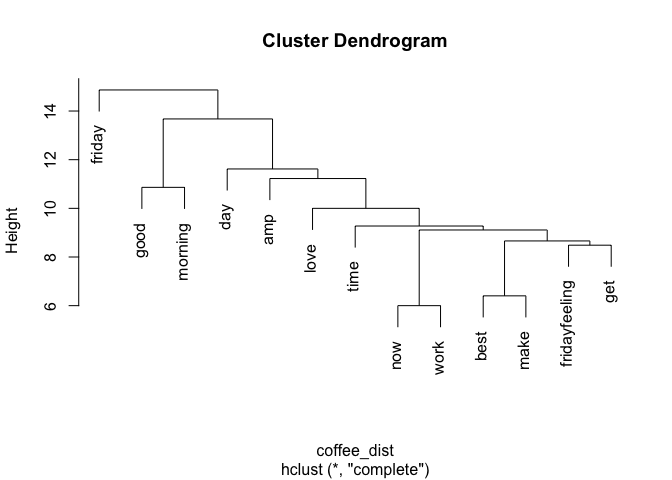 Cluster Dendrogram
Height
14
12
10
8
6
friday
good
morning
day
amp
love
time
now
work
best
make
fridayfeeling
get
coffee_dist
hclust (*, "complete")